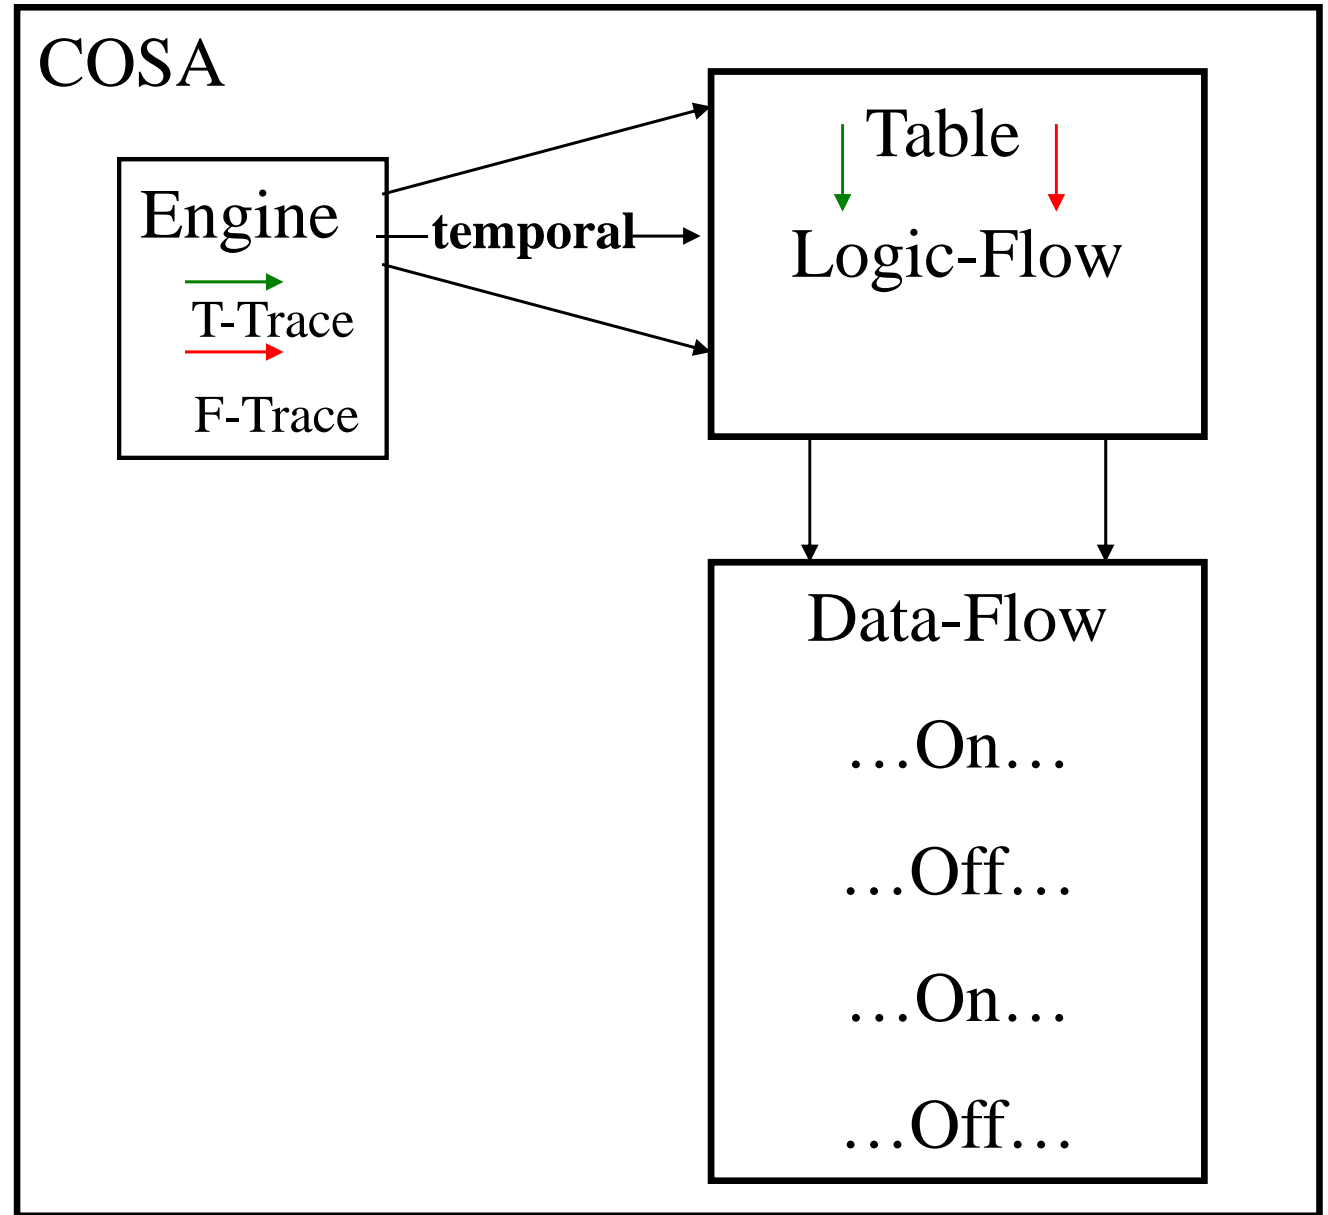 COSA
Engine
T-Trace
F-Trace
temporal
Table
Logic-Flow
Data-Flow
…On…
…Off…
…On…
…Off…